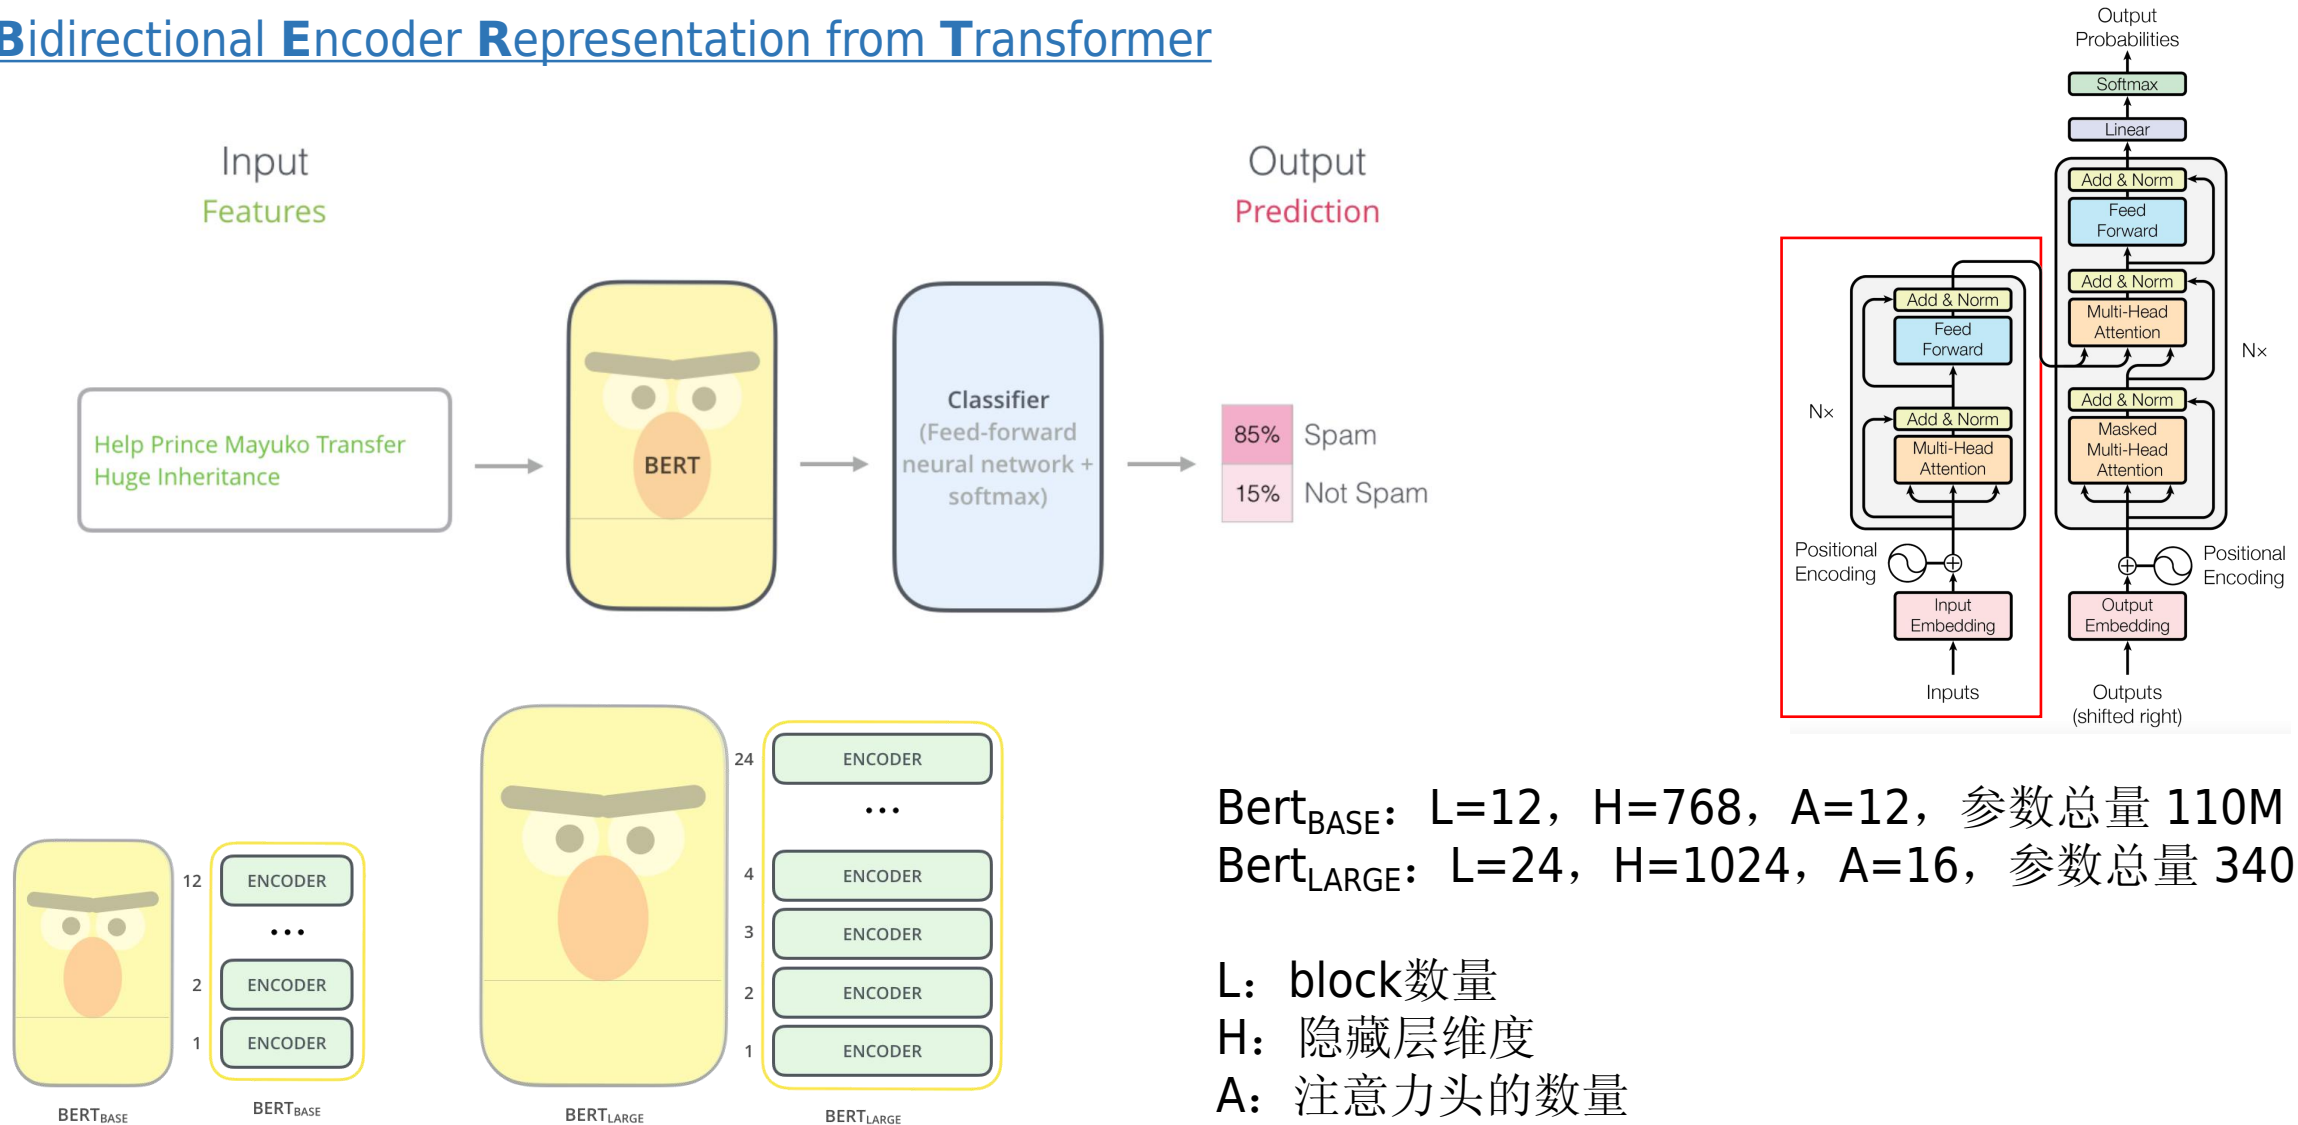 Bidirectional Encoder Representation from Transformer
Input
Features
Output
Prediction
Help Prince Mayuko Transfer
Huge Inheritance
BERT
Classifier
(Feed-forward
neural network +
softmax)
85% Spam
15% Not Spam
Output
Probabilities
Softmax
Linear
Add & Norm
Feed
Forward
Add & Norm
Multi-Head
Attention
Add & Norm
Masked
Multi-Head
Attention
N×
Positional
Encoding
Output
Embedding
Outputs
(shifted right)
Add & Norm
Feed
Forward
Add & Norm
Multi-Head
Attention
N×
Positional
Encoding
Input
Embedding
Inputs
12 ENCODER
...
2 ENCODER
1 ENCODER
BERTBASE
BERTBASE
24 ENCODER
...
4 ENCODER
3 ENCODER
2 ENCODER
1 ENCODER
BERTLARGE
BERTLARGE
BertBASE：L=12，H=768，A=12，参数总量 110M
BertLARGE：L=24，H=1024，A=16，参数总量 340
L：block数量
H：隐藏层维度
A：注意力头的数量